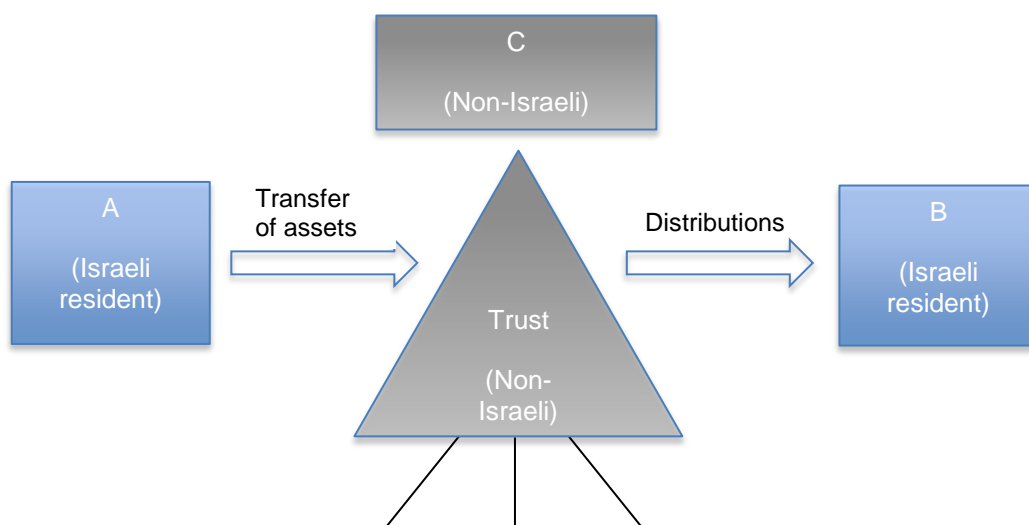 C
(Non-Israeli)
A
(Israeli
resident)
Transfer
of assets
Trust
(Non-
Israeli)
Distributions
B
(Israeli
resident)